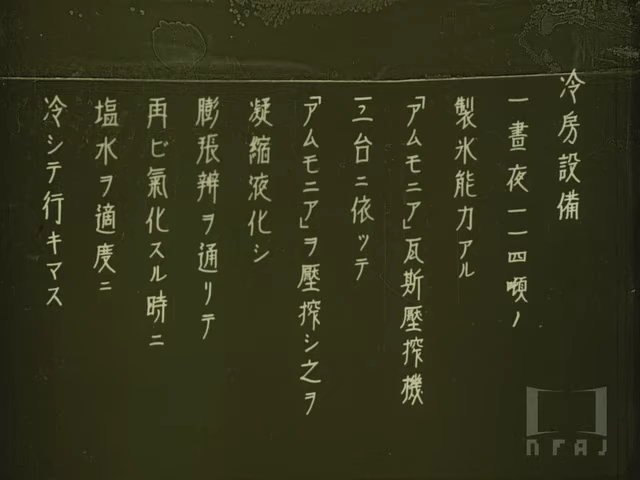 冷房設備
一晝夜一一四噸ノ
製氷能力アル
「アムモニア」瓦斯壓搾機
二台ニ依ッテ
「アムモニア」ヲ壓搾シ之ヲ
凝縮液化シ
膨張辨ヲ通リテ
再ビ氣化スル時ニ
塩水ヲ適度ニ
冷シテ行キマス
NFAJ